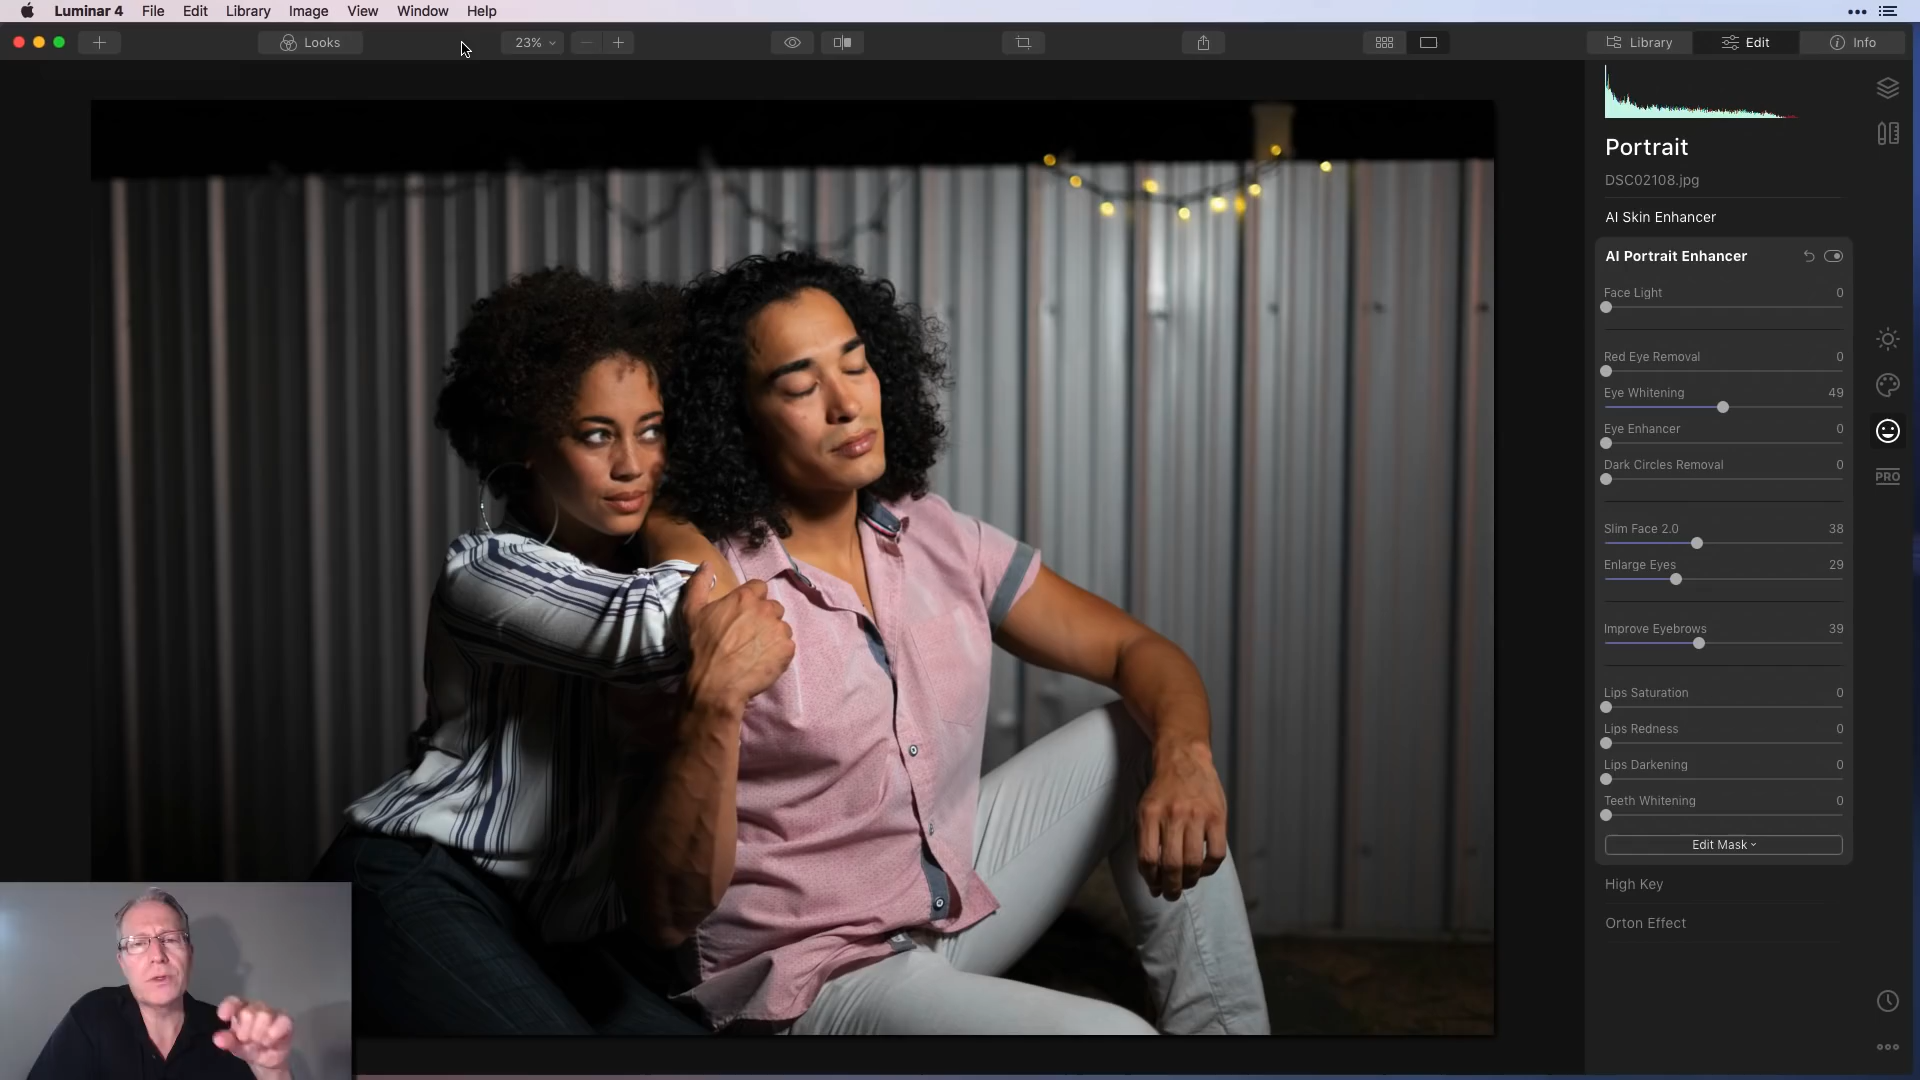 Luminar 4 File Edit Library Image View Window Help
Looks 23% Library Edit Info
Portrait
DSC02108.jpg
AI Skin Enhancer
AI Portrait Enhancer
Face Light 0
Red Eye Removal 0
Eye Whitening 49
Eye Enhancer 0
Dark Circles Removal 0
PRO
Slim Face 2.0 38
Enlarge Eyes 29
Improve Eyebrows 39
Lips Saturation 0
Lips Redness 0
Lips Darkening 0
Teeth Whitening 0
Edit Mask
High Key
Orton Effect